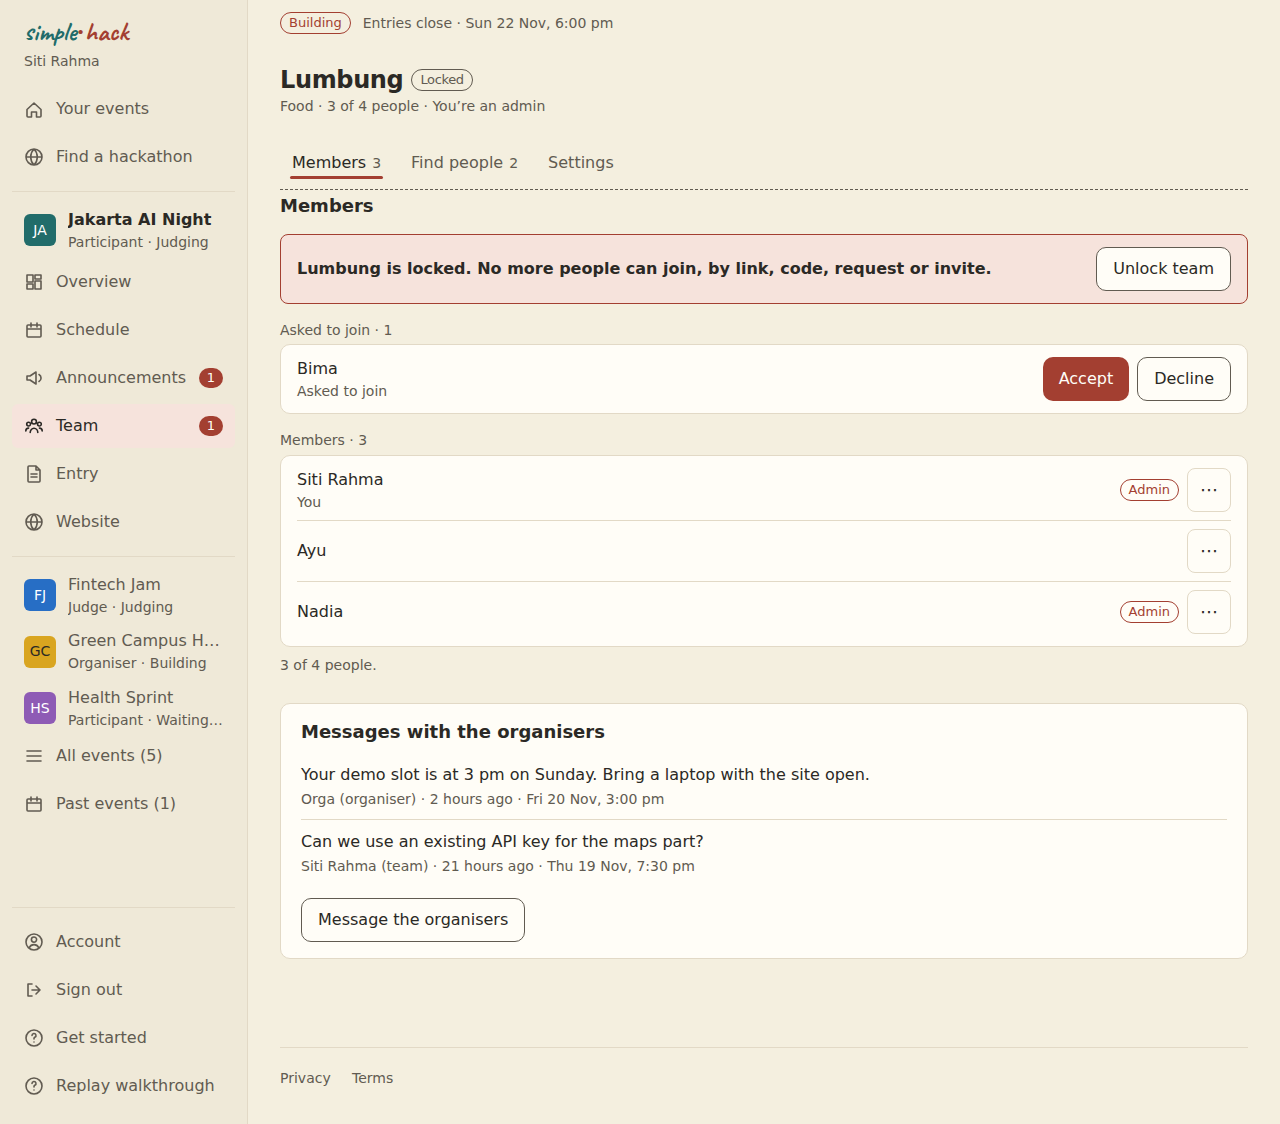 simple·hack
Siti Rahma
Your events
Find a hackathon
JA
Jakarta AI Night
Participant · Judging
Overview
Schedule
Announcements 1
Team 1
Entry
Website
FJ
Fintech Jam
Judge · Judging
GC
Green Campus H…
Organiser · Building
HS
Health Sprint
Participant · Waiting…
All events (5)
Past events (1)
Account
Sign out
Get started
Replay walkthrough
Building Entries close · Sun 22 Nov, 6:00 pm
Lumbung Locked
Food · 3 of 4 people · You’re an admin
Members 3 Find people 2 Settings
Members
Lumbung is locked. No more people can join, by link, code, request or invite. Unlock team
Asked to join · 1
Bima
Asked to join
Accept Decline
Members · 3
Siti Rahma
You
Admin ···
Ayu ···
Nadia Admin ···
3 of 4 people.
Messages with the organisers
Your demo slot is at 3 pm on Sunday. Bring a laptop with the site open.
Orga (organiser) · 2 hours ago · Fri 20 Nov, 3:00 pm
Can we use an existing API key for the maps part?
Siti Rahma (team) · 21 hours ago · Thu 19 Nov, 7:30 pm
Message the organisers
Privacy Terms